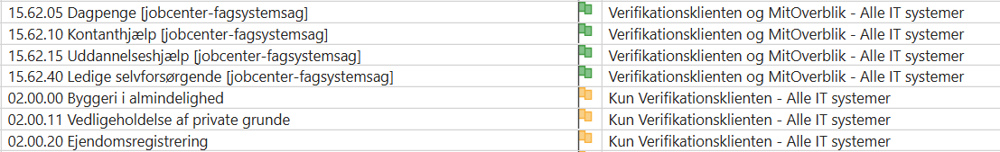 15.62.05 Dagpenge [jobcenter-fagsystemsag] Verifikationsklienten og MitOverblik - Alle IT systemer
15.62.10 Kontanthjælp [jobcenter-fagsystemsag] Verifikationsklienten og MitOverblik - Alle IT systemer
15.62.15 Uddannelseshjælp [jobcenter-fagsystemsag] Verifikationsklienten og MitOverblik - Alle IT systemer
15.62.40 Ledige selvforsørgende [jobcenter-fagsystemsag] Verifikationsklienten og MitOverblik - Alle IT systemer
02.00.00 Byggeri i almindelighed Kun Verifikationsklienten - Alle IT systemer
02.00.11 Vedligeholdelse af private grunde Kun Verifikationsklienten - Alle IT systemer
02.00.20 Ejendomsregistrering Kun Verifikationsklienten - Alle IT systemer